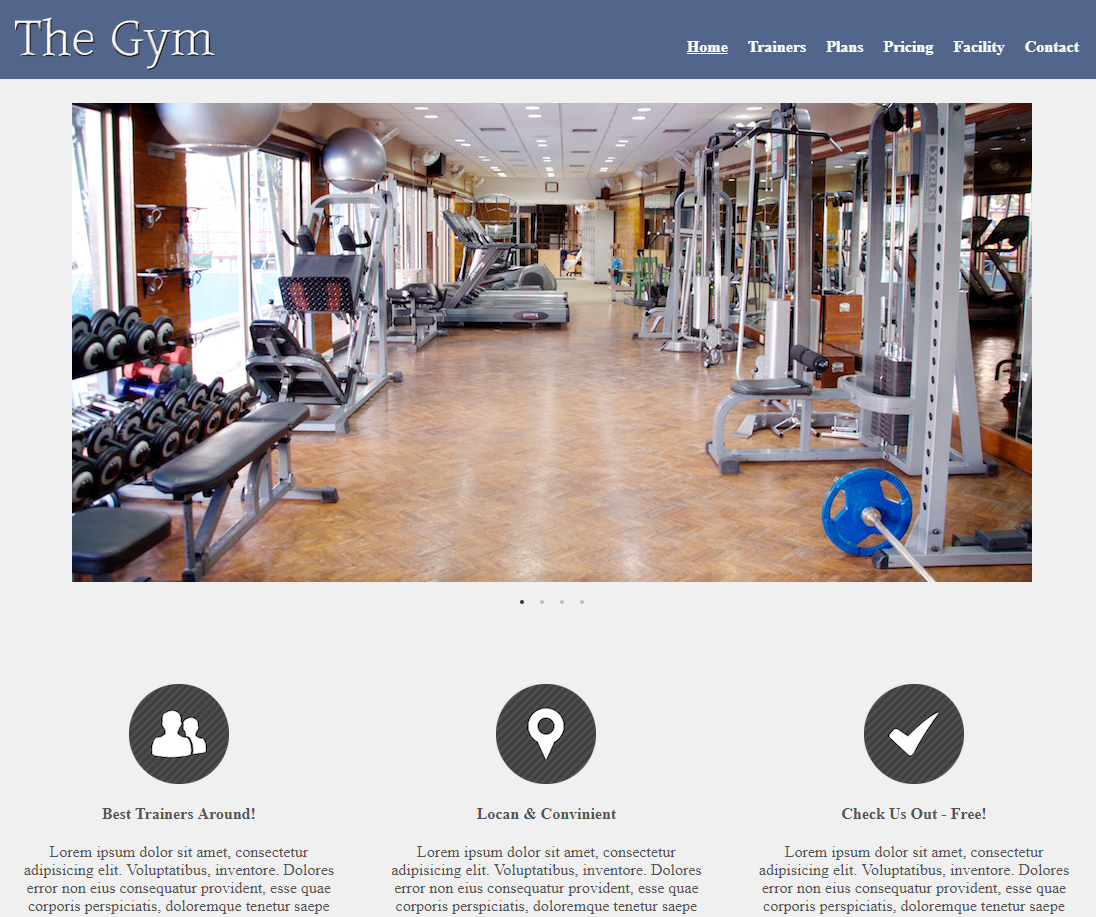 The Gym
Home Trainers Plans Pricing Facility Contact
YORK
Best Trainers Around!
Lorem ipsum dolor sit amet, consectetur
adipisicing elit. Voluptatibus, inventore. Dolores
error non eius consequatur provident, esse quae
corporis perspiciatis, doloremque tenetur saepe
Locan & Convinient
Lorem ipsum dolor sit amet, consectetur
adipisicing elit. Voluptatibus, inventore. Dolores
error non eius consequatur provident, esse quae
corporis perspiciatis, doloremque tenetur saepe
Check Us Out - Free!
Lorem ipsum dolor sit amet, consectetur
adipisicing elit. Voluptatibus, inventore. Dolores
error non eius consequatur provident, esse quae
corporis perspiciatis, doloremque tenetur saepe